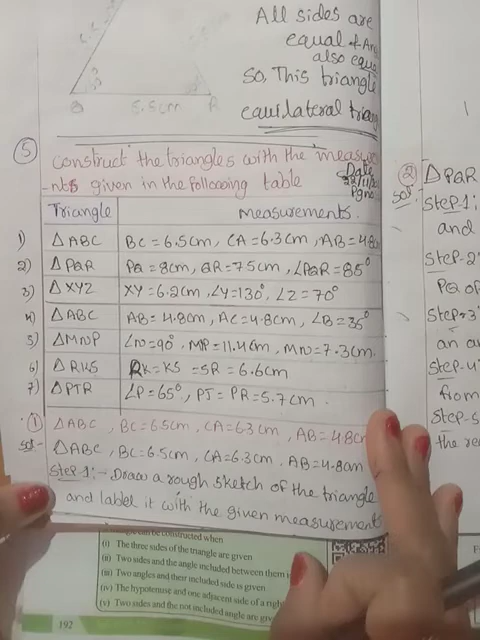 All sides are
equal &
also
SO, This triangle
equilateral
5.5cm R
5 Construct the triangles with the measure
-nts given in the following table
Date
Pgno
Triangle Measurements.
1) △ABC BC=6.5cm, CA=6.3cm, AB=4.8cm
2) △PQR PQ=8cm, QR=7.5cm, ∠PQR=85°
3) △XYZ XY=6.2cm, ∠Y=130°, ∠Z=70°
4) △ABC AB=4.8cm, AC=4.8cm, ∠B=35°
5) △MNP ∠N=90°, MP=11.4cm, MN=7.3cm.
6) △RKS RK=KS=SR=6.6cm
7) △PTR ∠P=65°, PT=PR=5.7cm.
1 △ABC, BC=6.5cm, CA=6.3cm, AB=4.8cm
Sol- △ABC, BC=6.5cm, CA=6.3cm. AB=4.8cm
Step 1:- Draw a rough sketch of the triangle
and label it with the given measurements
2 △PQR
Sol- Step 1:
and
Step-2
PQ of
Step-3
an
Step-4
from
Step-5
the
can be constructed when
(i) The three sides of the triangle are given
(ii) Two sides and the angle included between them
(iii) Two angles and their included side is given
(iv) The hypotenuse and one adjacent side of a
(v) Two sides and the not included angle are
192